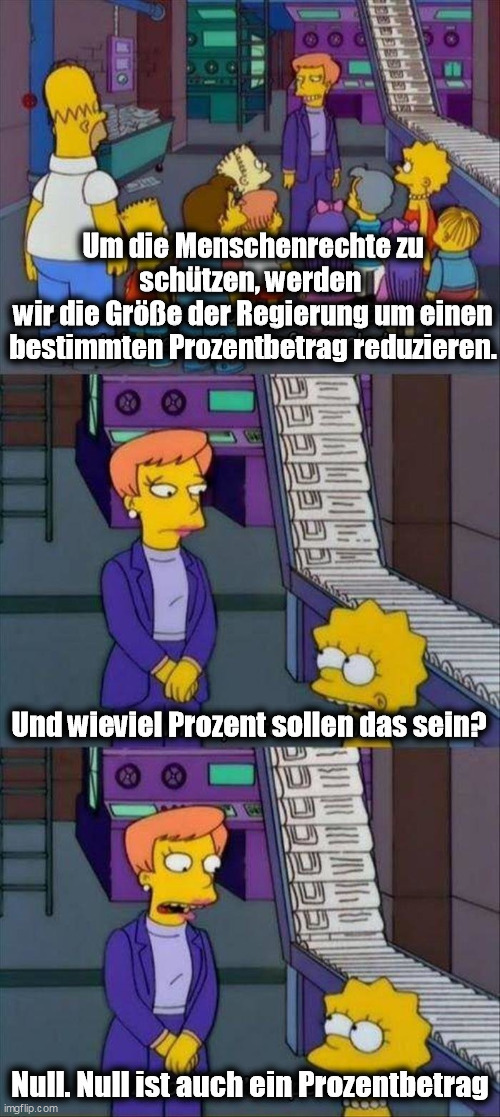 Um die Menschenrechte zu
schützen, werden
wir die Größe der Regierung um einen
bestimmten Prozentbetrag reduzieren.
Und wieviel Prozent sollen das sein?
Null. Null ist auch ein Prozentbetrag
imgflip.com